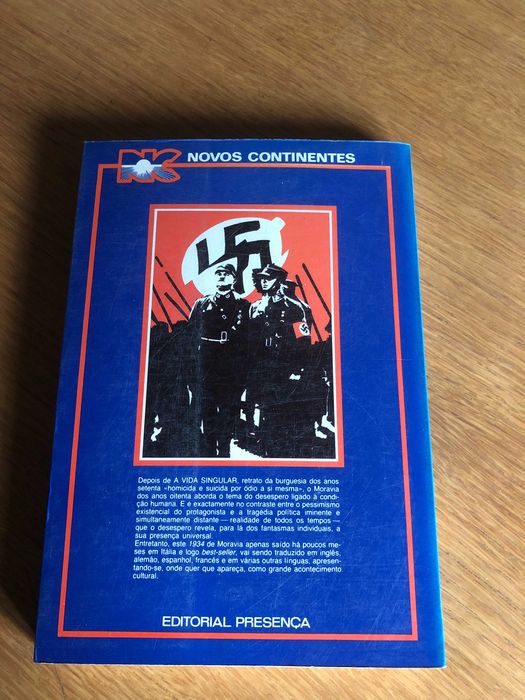 NC NOVOS CONTINENTES
Depois de A VIDA SINGULAR, retrato da burguesia dos anos
setenta «homicida e suicida por ódio a si mesma», o Moravia
dos anos oitenta aborda o tema do desespero ligado à condi-
ção humana. E é exactamente no contraste entre o pessimismo
existencial do protagonista e a tragédia política iminente e
simultaneamente distante — realidade de todos os tempos —
que o desespero revela, para lá dos fantasmas individuais, a
sua presença universal.
Entretanto, este 1934 de Moravia apenas saído há poucos me-
ses em Itália e logo best-seller, vai sendo traduzido em inglês,
alemão, espanhol, francês e em várias outras línguas, apresen-
tando-se, onde quer que apareça, como grande acontecimento
cultural.
EDITORIAL PRESENÇA